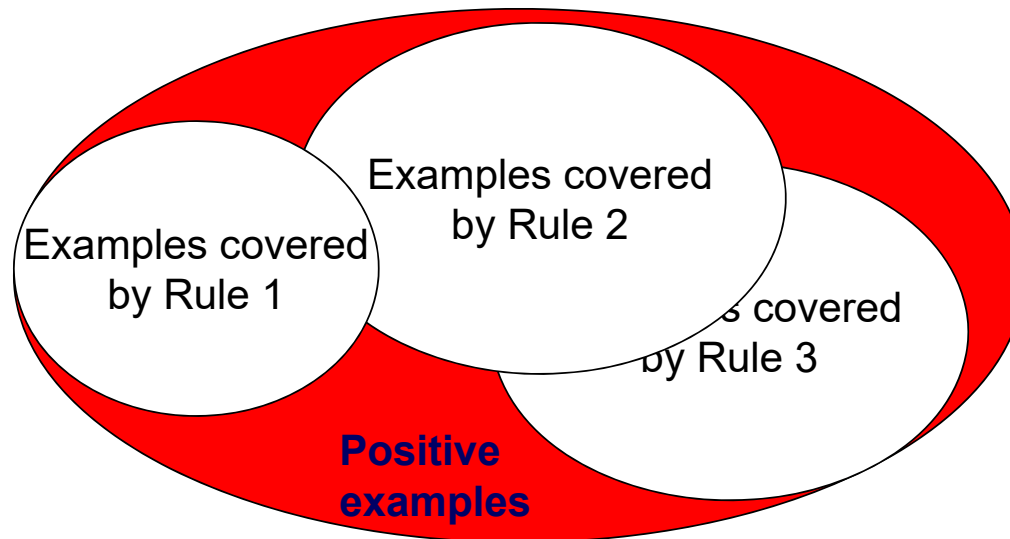 Examples covered
by Rule 2
Examples covered
by Rule 1
covered
by Rule 3
Positive
examples